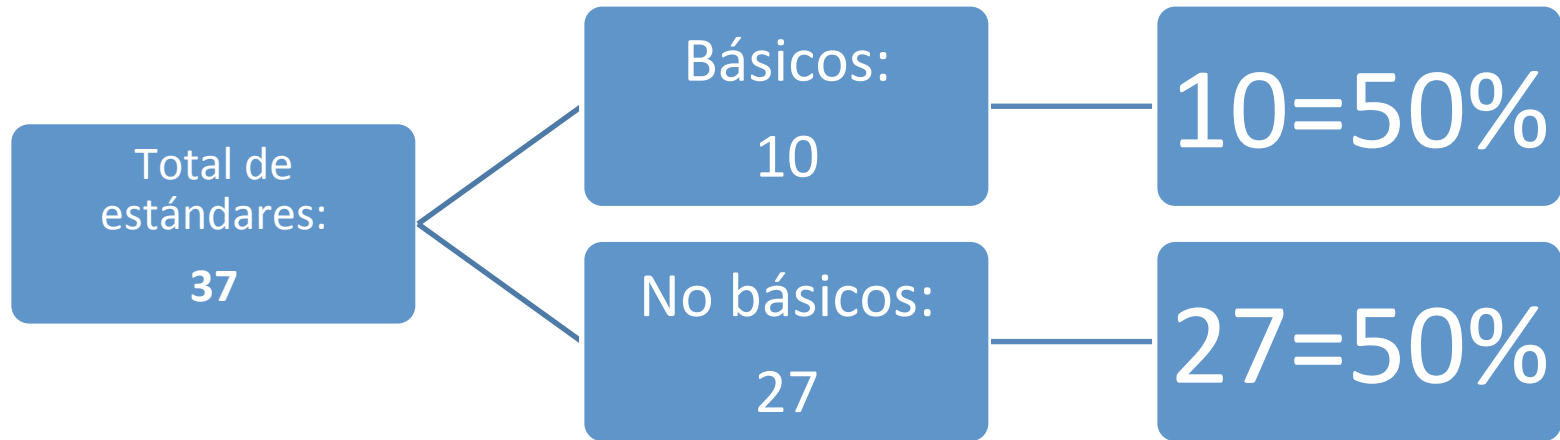 Total de
estándares:
37
Básicos:
10
10=50%
No básicos:
27
27=50%